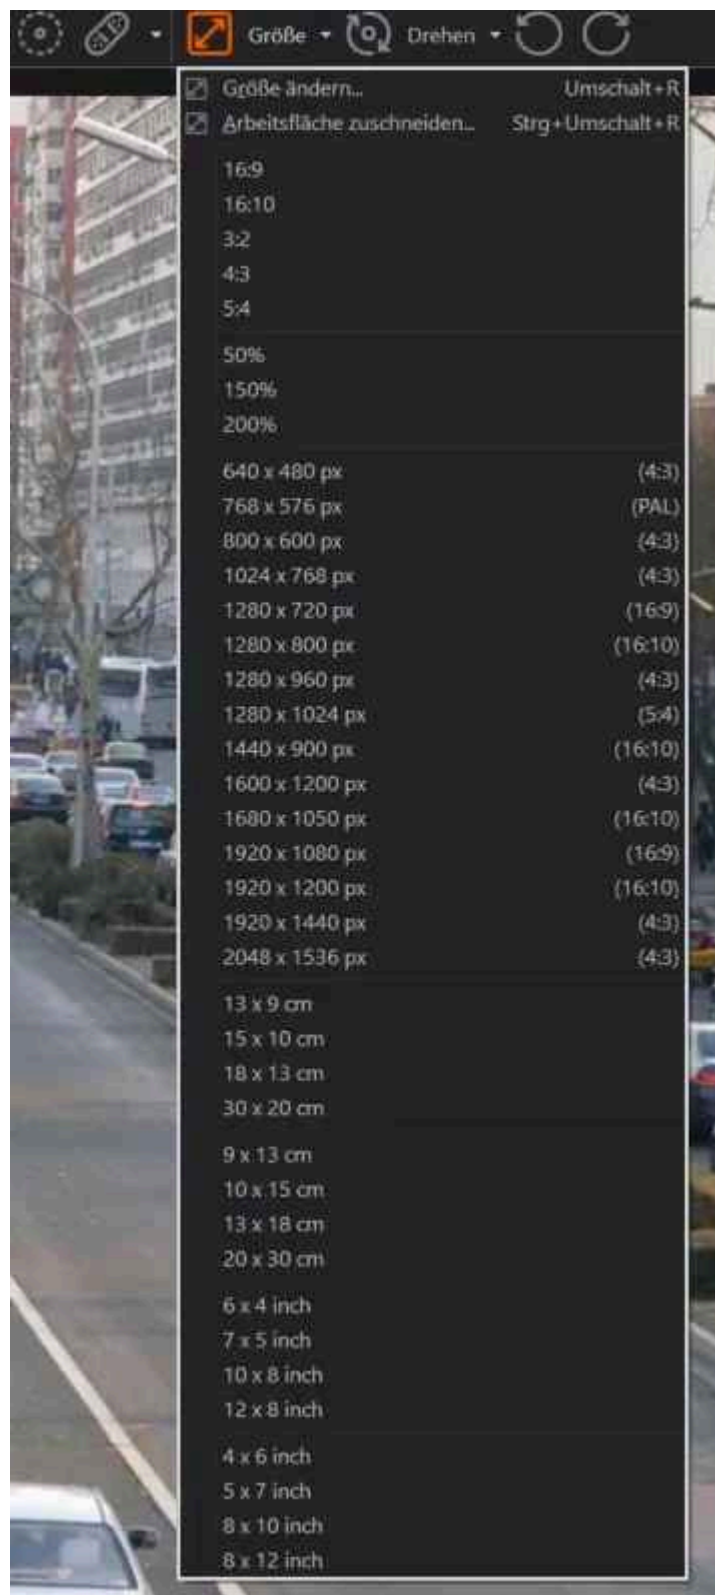 Größe Drehen
Größe ändern... Umschalt+R
Arbeitsfläche zuschneiden... Strg+Umschalt+R
16:9
16:10
3:2
4:3
5:4
50%
150%
200%
640 x 480 px (4:3)
768 x 576 px (PAL)
800 x 600 px (4:3)
1024 x 768 px (4:3)
1280 x 720 px (16:9)
1280 x 800 px (16:10)
1280 x 960 px (4:3)
1280 x 1024 px (5:4)
1440 x 900 px (16:10)
1600 x 1200 px (4:3)
1680 x 1050 px (16:10)
1920 x 1080 px (16:9)
1920 x 1200 px (16:10)
1920 x 1440 px (4:3)
2048 x 1536 px (4:3)
13 x 9 cm
15 x 10 cm
18 x 13 cm
30 x 20 cm
9 x 13 cm
10 x 15 cm
13 x 18 cm
20 x 30 cm
6 x 4 inch
7 x 5 inch
10 x 8 inch
12 x 8 inch
4 x 6 inch
5 x 7 inch
8 x 10 inch
8 x 12 inch